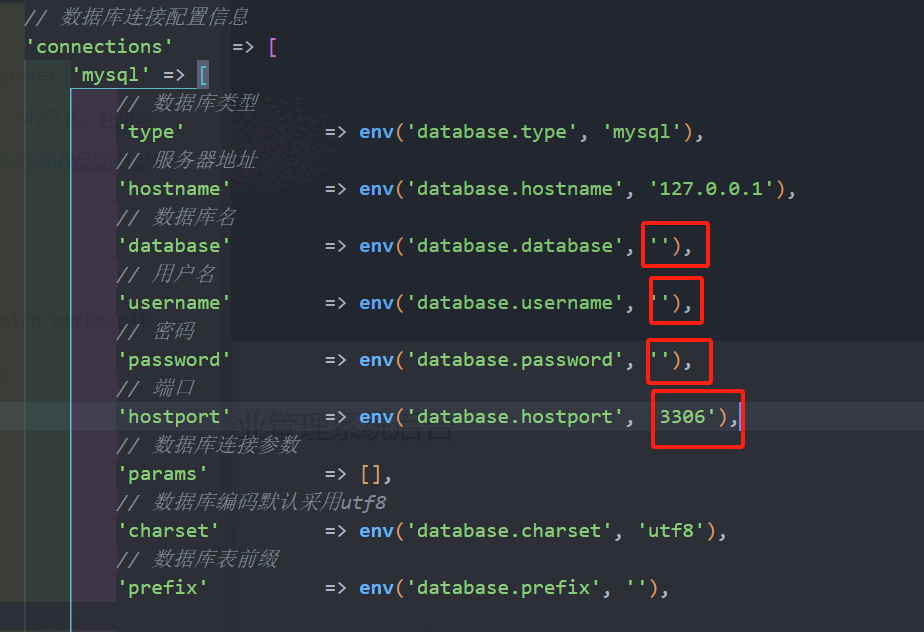 // 数据库连接配置信息
'connections' => [
'mysql' => [
// 数据库类型
'type' => env('database.type', 'mysql'),
// 服务器地址
'hostname' => env('database.hostname', '127.0.0.1'),
// 数据库名
'database' => env('database.database', ''),
// 用户名
'username' => env('database.username', ''),
// 密码
'password' => env('database.password', ''),
// 端口
'hostport' => env('database.hostport', 3306'),
// 数据库连接参数
'params' => [],
// 数据库编码默认采用utf8
'charset' => env('database.charset', 'utf8'),
// 数据库表前缀
'prefix' => env('database.prefix', ''),